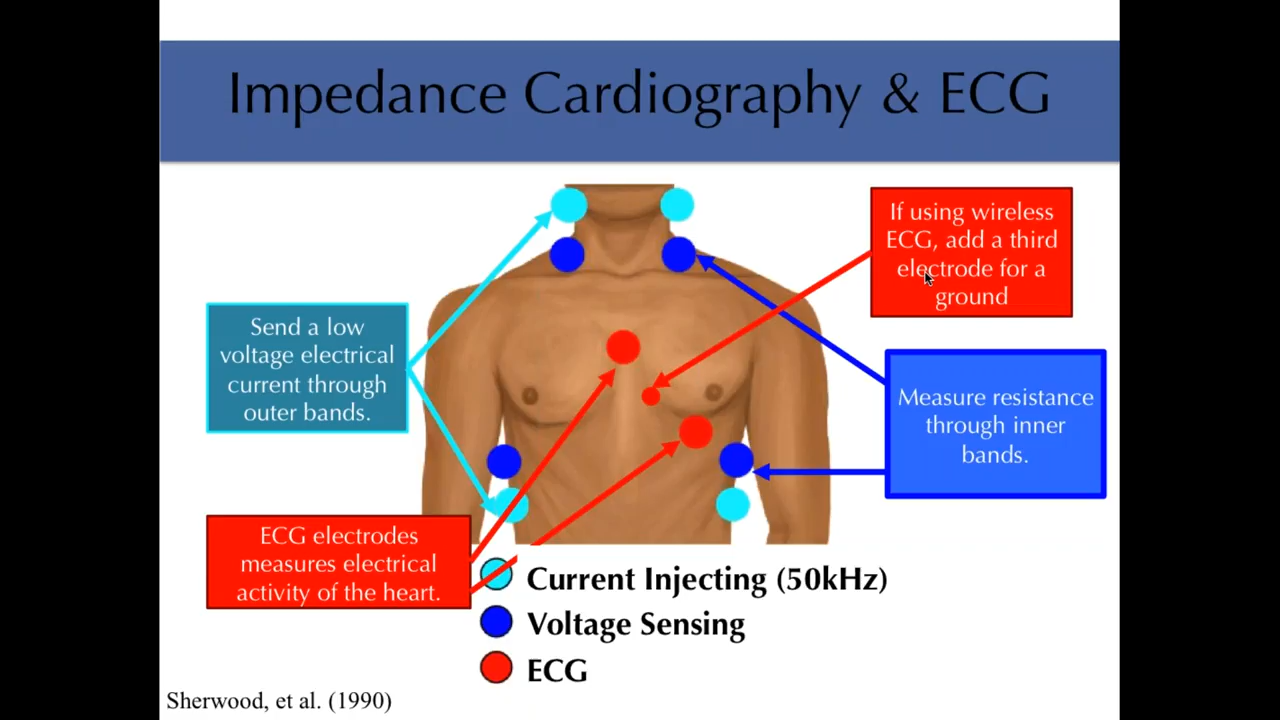 Impedance Cardiography & ECG
If using wireless
ECG, add a third
electrode for a
ground
Send a low
voltage electrical
current through
outer bands.
Measure resistance
through inner
bands.
ECG electrodes
measures electrical
activity of the heart.
Current Injecting (50kHz)
Voltage Sensing
ECG
Sherwood, et al. (1990)